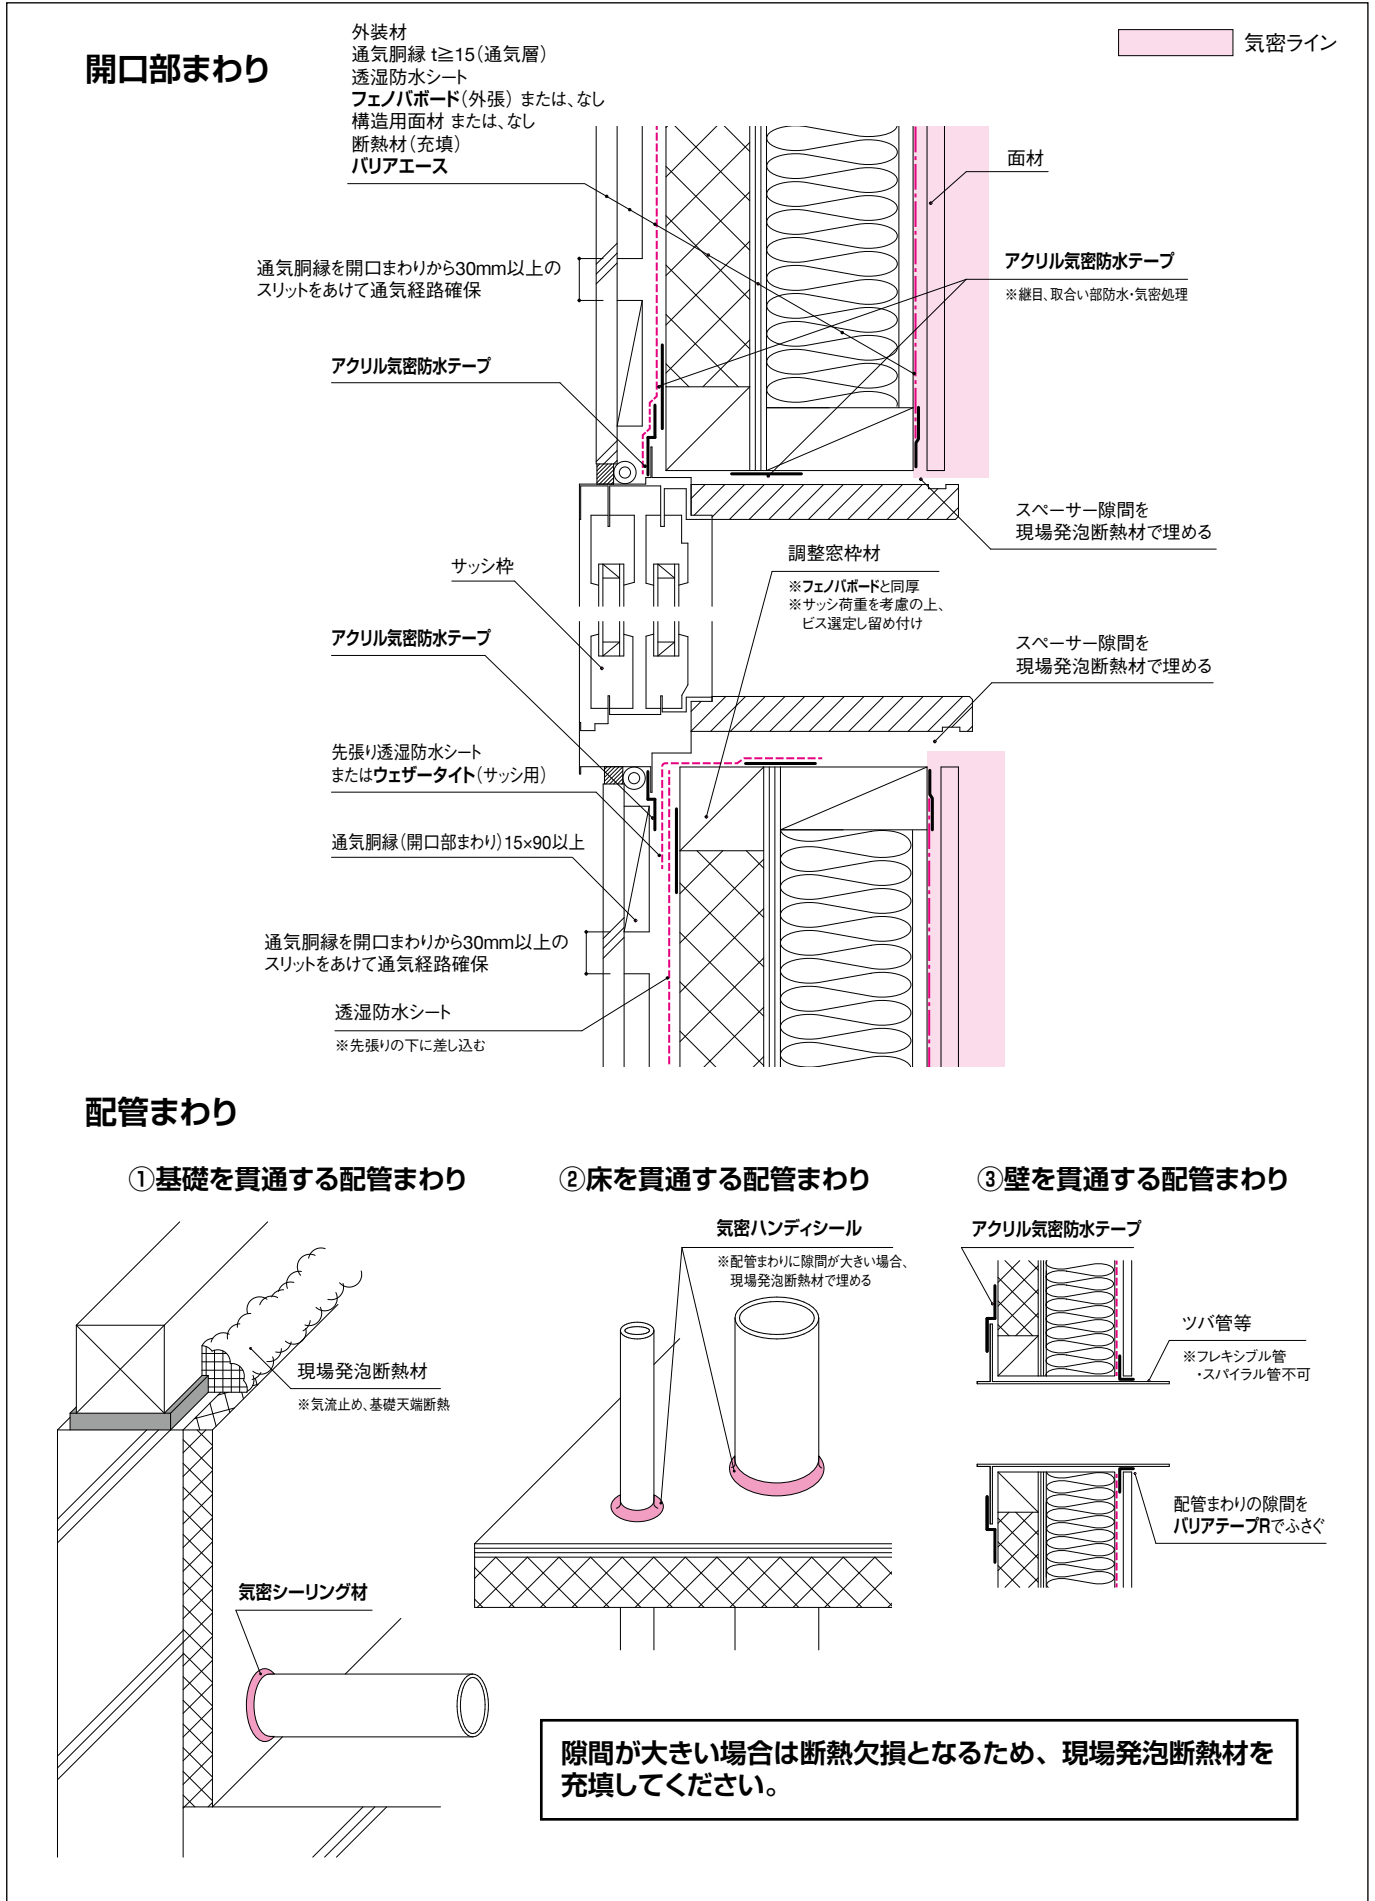 開口部まわり
外装材
通気胴縁 t≧15(通気層)
透湿防水シート
フェノバボード(外張) または、なし
構造用面材 または、なし
断熱材(充填)
バリアエース
気密ライン
面材
通気胴縁を開口まわりから30mm以上の
スリットをあけて通気経路確保
アクリル気密防水テープ
※継目、取合い部防水・気密処理
アクリル気密防水テープ
スペーサー隙間を
現場発泡断熱材で埋める
サッシ枠
調整窓枠材
※フェノバボードと同厚
※サッシ荷重を考慮の上、
ビス選定し留め付け
アクリル気密防水テープ
スペーサー隙間を
現場発泡断熱材で埋める
先張り透湿防水シート
またはウェザータイト(サッシ用)
通気胴縁(開口部まわり)15×90以上
通気胴縁を開口まわりから30mm以上の
スリットをあけて通気経路確保
透湿防水シート
※先張りの下に差し込む
配管まわり
①基礎を貫通する配管まわり
現場発泡断熱材
※気流止め、基礎天端断熱
気密シーリング材
②床を貫通する配管まわり
気密ハンディシール
※配管まわりに隙間が大きい場合、
現場発泡断熱材で埋める
③壁を貫通する配管まわり
アクリル気密防水テープ
ツバ管等
※フレキシブル管
・スパイラル管不可
配管まわりの隙間を
バリアテープRでふさぐ
隙間が大きい場合は断熱欠損となるため、現場発泡断熱材を
充填してください。